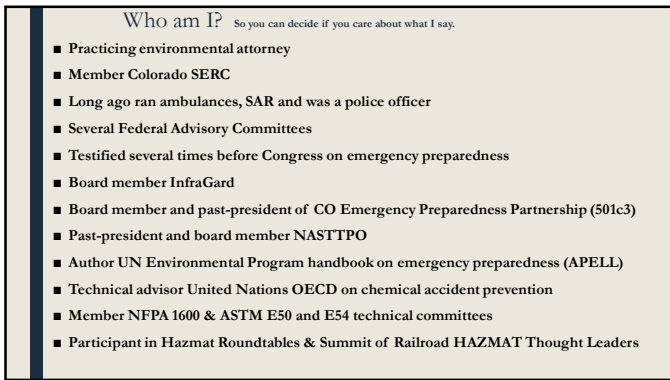 Who am I? So you can decide if you care about what I say.
■ Practicing environmental attorney
■ Member Colorado SERC
■ Long ago ran ambulances, SAR and was a police officer
■ Several Federal Advisory Committees
■ Testified several times before Congress on emergency preparedness
■ Board member InfraGard
■ Board member and past-president of CO Emergency Preparedness Partnership (501c3)
■ Past-president and board member NASTTPO
■ Author UN Environmental Program handbook on emergency preparedness (APELL)
■ Technical advisor United Nations OECD on chemical accident prevention
■ Member NFPA 1600 & ASTM E50 and E54 technical committees
■ Participant in Hazmat Roundtables & Summit of Railroad HAZMAT Thought Leaders